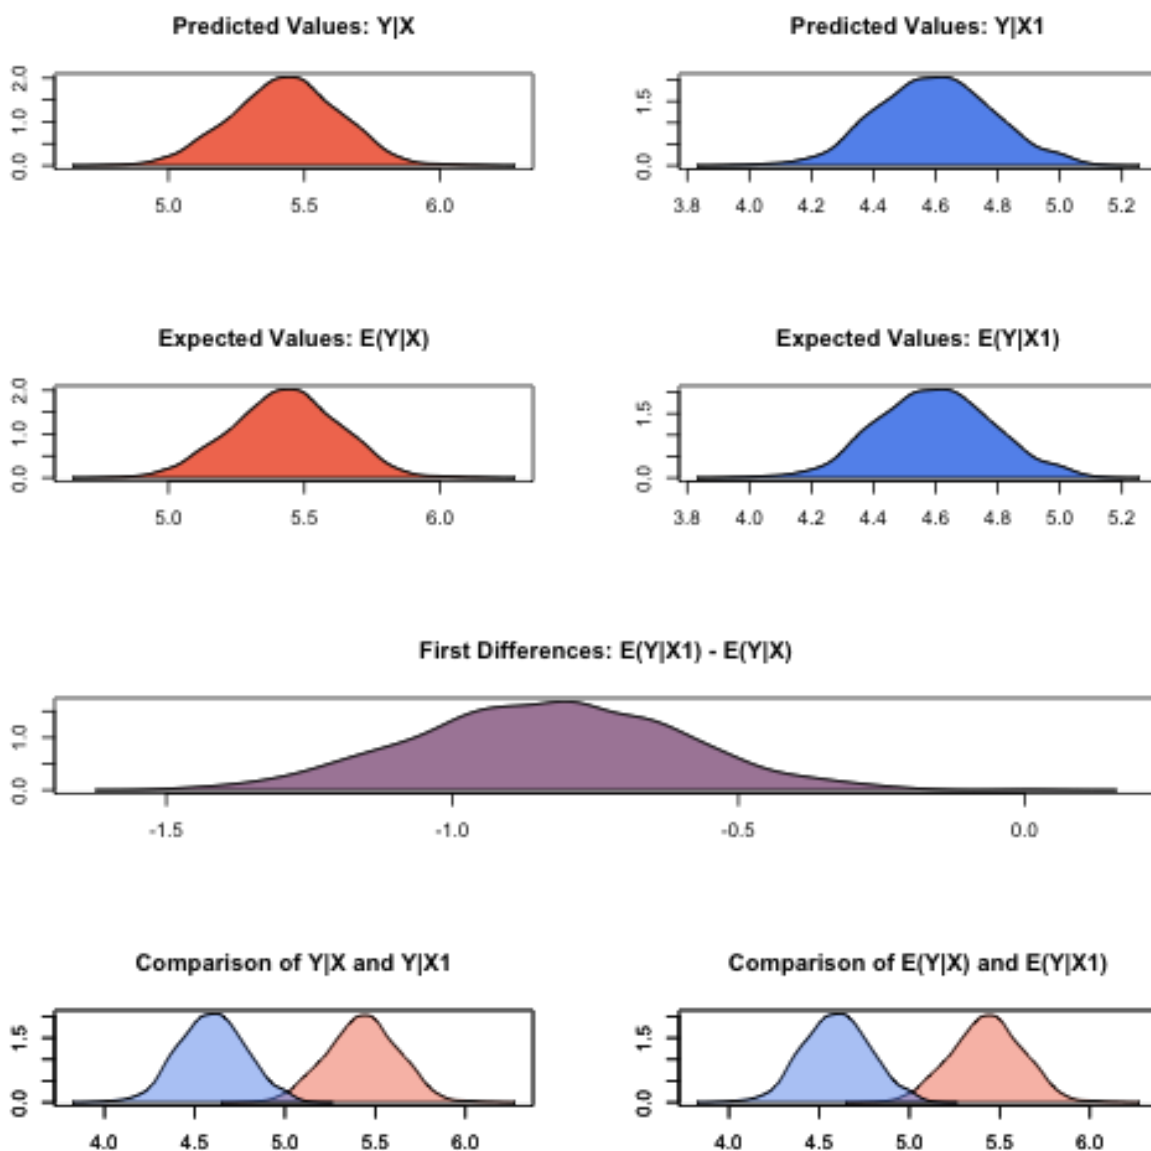 Predicted Values: Y|X
Predicted Values: Y|X1
0.0 1.0 2.0
5.0 5.5 6.0
0.0 1.5
3.8 4.0 4.2 4.4 4.6 4.8 5.0 5.2
Expected Values: E(Y|X)
Expected Values: E(Y|X1)
0.0 1.0 2.0
5.0 5.5 6.0
0.0 1.5
3.8 4.0 4.2 4.4 4.6 4.8 5.0 5.2
First Differences: E(Y|X1) - E(Y|X)
0.0 1.0
-1.5 -1.0 -0.5 0.0
Comparison of Y|X and Y|X1
Comparison of E(Y|X) and E(Y|X1)
0.0 1.5
4.0 4.5 5.0 5.5 6.0
0.0 1.5
4.0 4.5 5.0 5.5 6.0